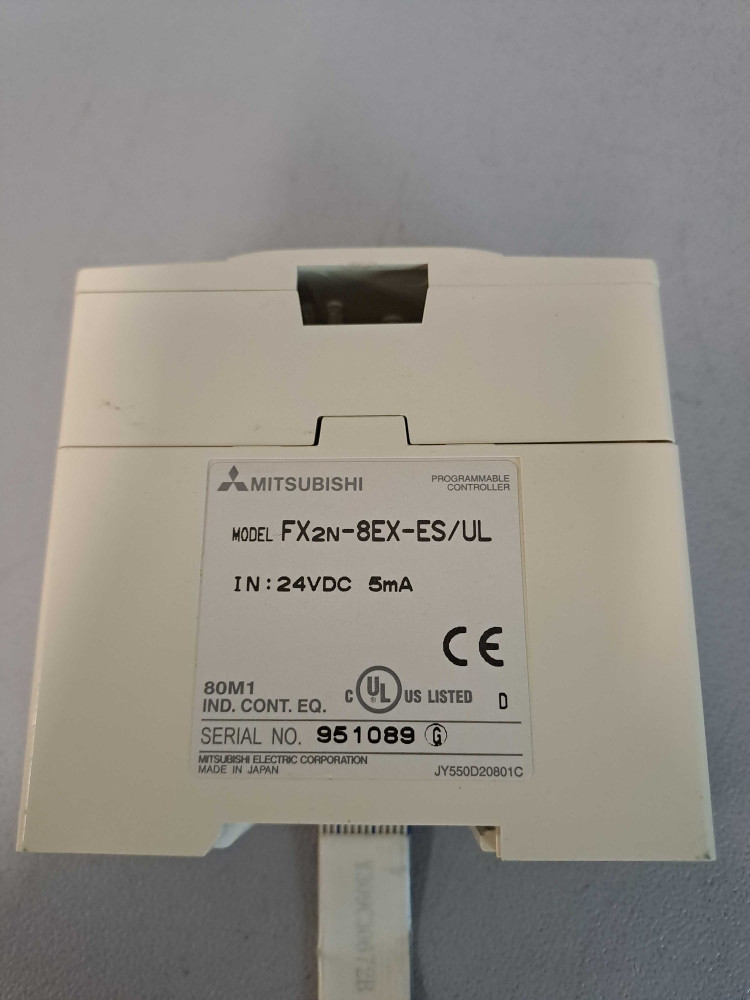 MITSUBISHI
PROGRAMMABLE
CONTROLLER
MODEL FX2N-8EX-ES/UL
IN:24VDC 5mA
CE
80M1
IND. CONT. EQ.
C UL US LISTED
D
SERIAL NO. 951089 G
MITSUBISHI ELECTRIC CORPORATION
MADE IN JAPAN
JY550D20801C